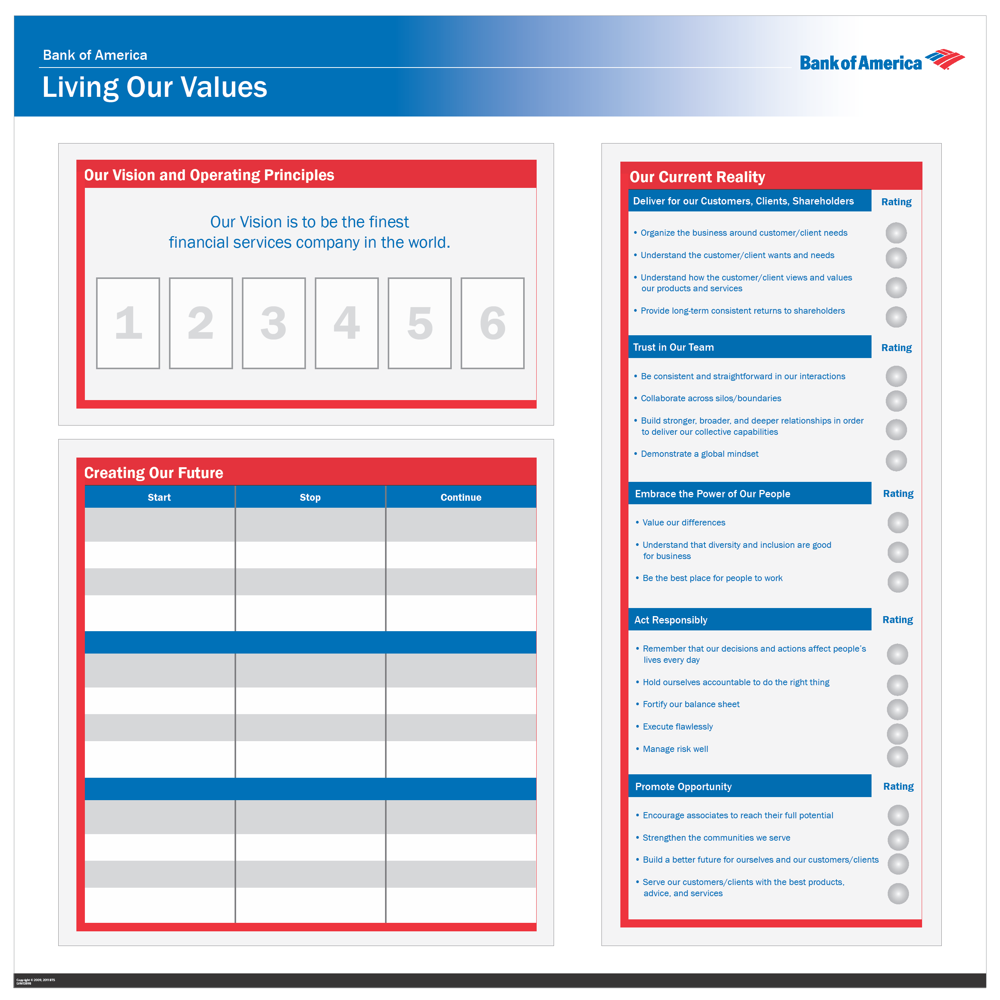 Bank of America
Living Our Values
Bank of America
Our Vision and Operating Principles
Our Vision is to be the finest
financial services company in the world.
1 2 3 4 5 6
Creating Our Future
Start Stop Continue
Our Current Reality
Deliver for our Customers, Clients, Shareholders Rating
• Organize the business around customer/client needs
• Understand the customer/client wants and needs
• Understand how the customer/client views and values
our products and services
• Provide long-term consistent returns to shareholders
Trust in Our Team Rating
• Be consistent and straightforward in our interactions
• Collaborate across silos/boundaries
• Build stronger, broader, and deeper relationships in order
to deliver our collective capabilities
• Demonstrate a global mindset
Embrace the Power of Our People Rating
• Value our differences
• Understand that diversity and inclusion are good
for business
• Be the best place for people to work
Act Responsibly Rating
• Remember that our decisions and actions affect people’s
lives every day
• Hold ourselves accountable to do the right thing
• Fortify our balance sheet
• Execute flawlessly
• Manage risk well
Promote Opportunity Rating
• Encourage associates to reach their full potential
• Strengthen the communities we serve
• Build a better future for ourselves and our customers/clients
• Serve our customers/clients with the best products,
advice, and services
Copyright © 2009, 2011 BTS
LVM13898